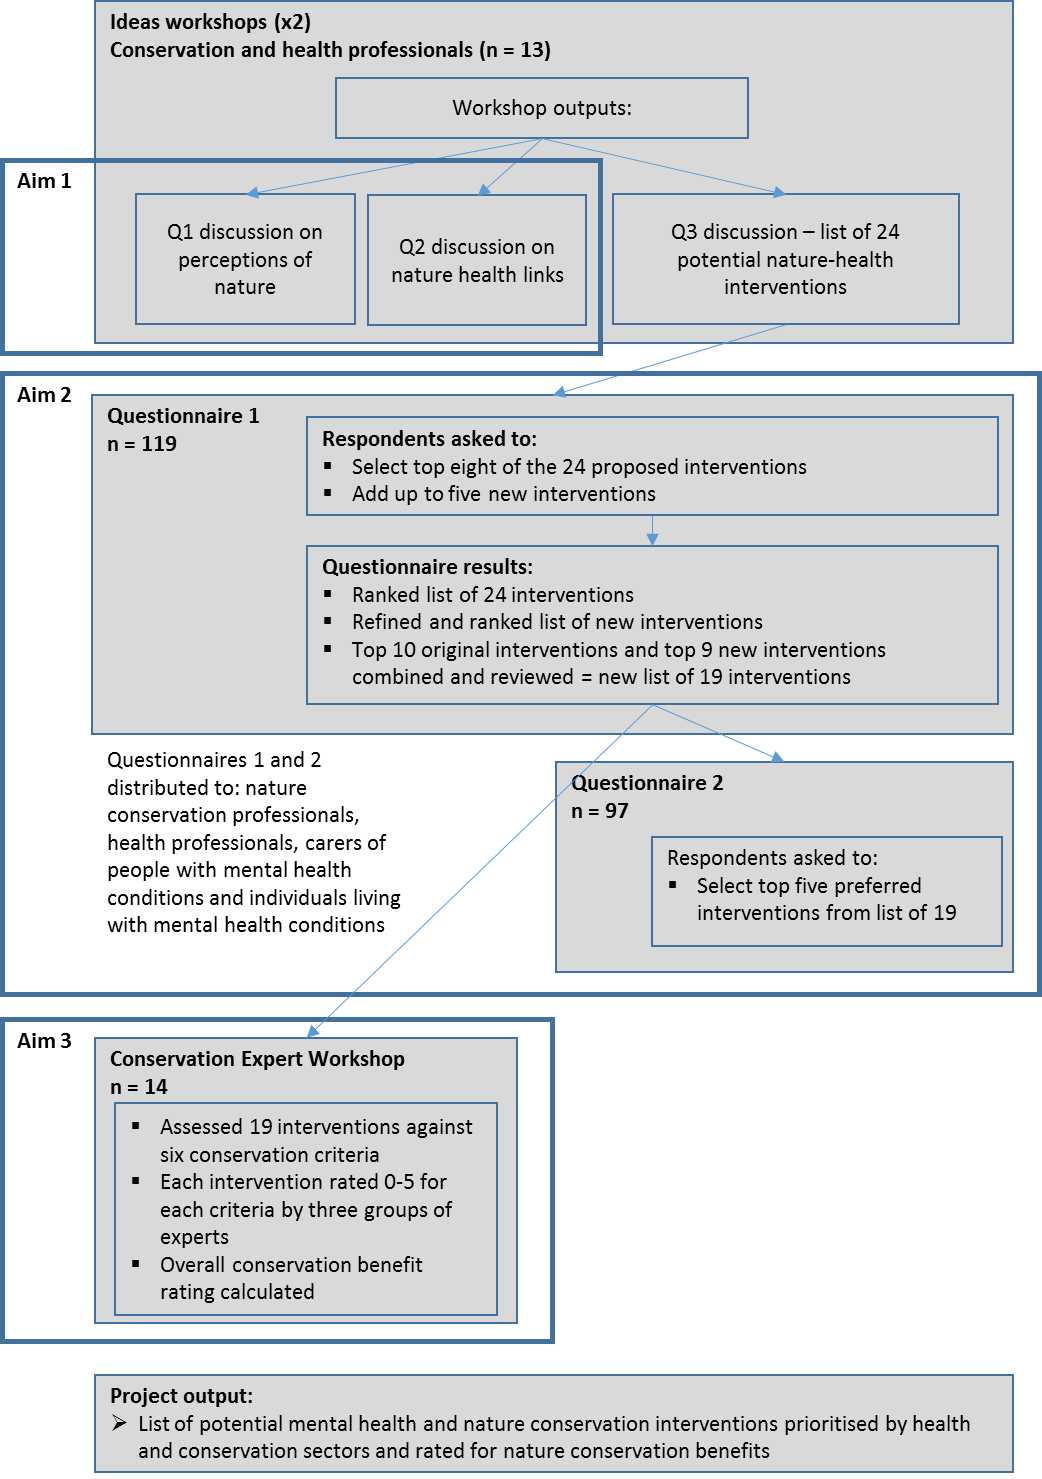 Ideas workshops (x2)
Conservation and health professionals (n = 13)
Workshop outputs:
Aim 1
Q1 discussion on
perceptions of
nature
Q2 discussion on
nature health links
Q3 discussion – list of 24
potential nature-health
interventions
Aim 2
Questionnaire 1
n = 119
Respondents asked to:
▪ Select top eight of the 24 proposed interventions
▪ Add up to five new interventions
Questionnaire results:
▪ Ranked list of 24 interventions
▪ Refined and ranked list of new interventions
▪ Top 10 original interventions and top 9 new interventions
combined and reviewed = new list of 19 interventions
Questionnaires 1 and 2
distributed to: nature
conservation professionals,
health professionals, carers of
people with mental health
conditions and individuals living
with mental health conditions
Questionnaire 2
n = 97
Respondents asked to:
▪ Select top five preferred
interventions from list of 19
Aim 3
Conservation Expert Workshop
n = 14
▪ Assessed 19 interventions against
six conservation criteria
▪ Each intervention rated 0-5 for
each criteria by three groups of
experts
▪ Overall conservation benefit
rating calculated
Project output:
➢ List of potential mental health and nature conservation interventions prioritised by health
and conservation sectors and rated for nature conservation benefits